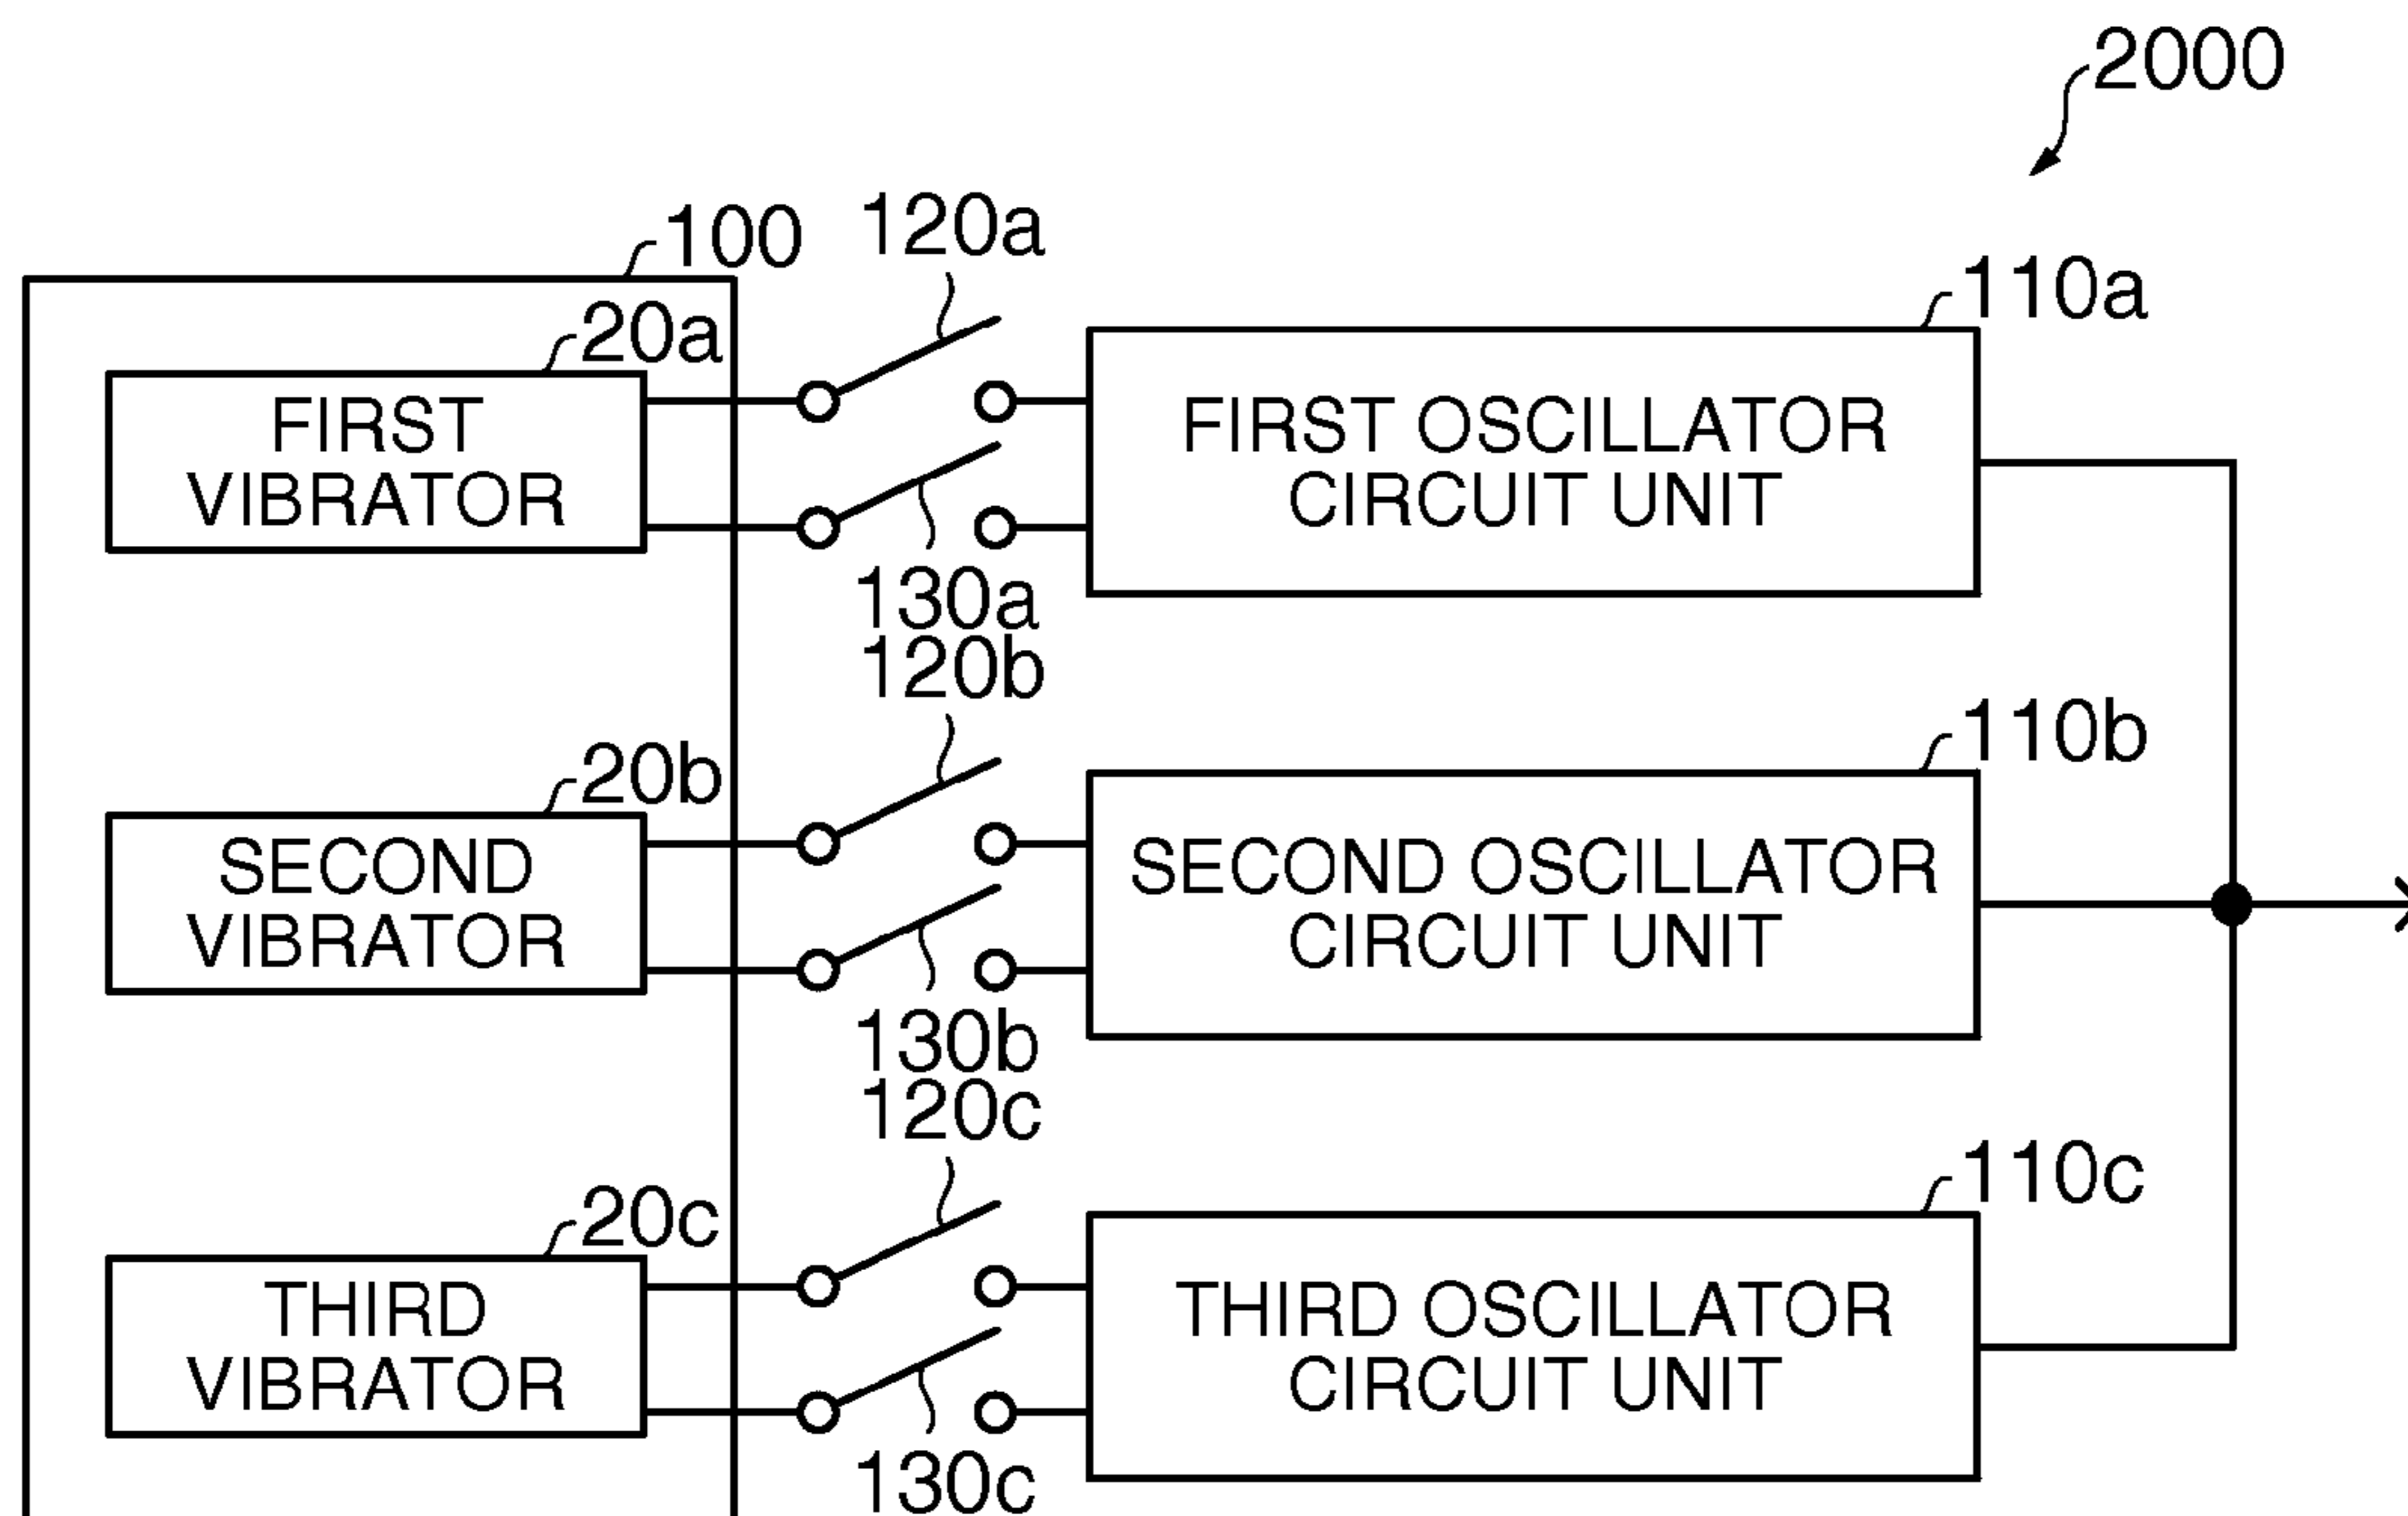 2000
100
120a
110a
20a
FIRST
VIBRATOR
FIRST OSCILLATOR
CIRCUIT UNIT
130a
120b
110b
20b
SECOND
VIBRATOR
SECOND OSCILLATOR
CIRCUIT UNIT
130b
120c
110c
20c
THIRD
VIBRATOR
THIRD OSCILLATOR
CIRCUIT UNIT
130c